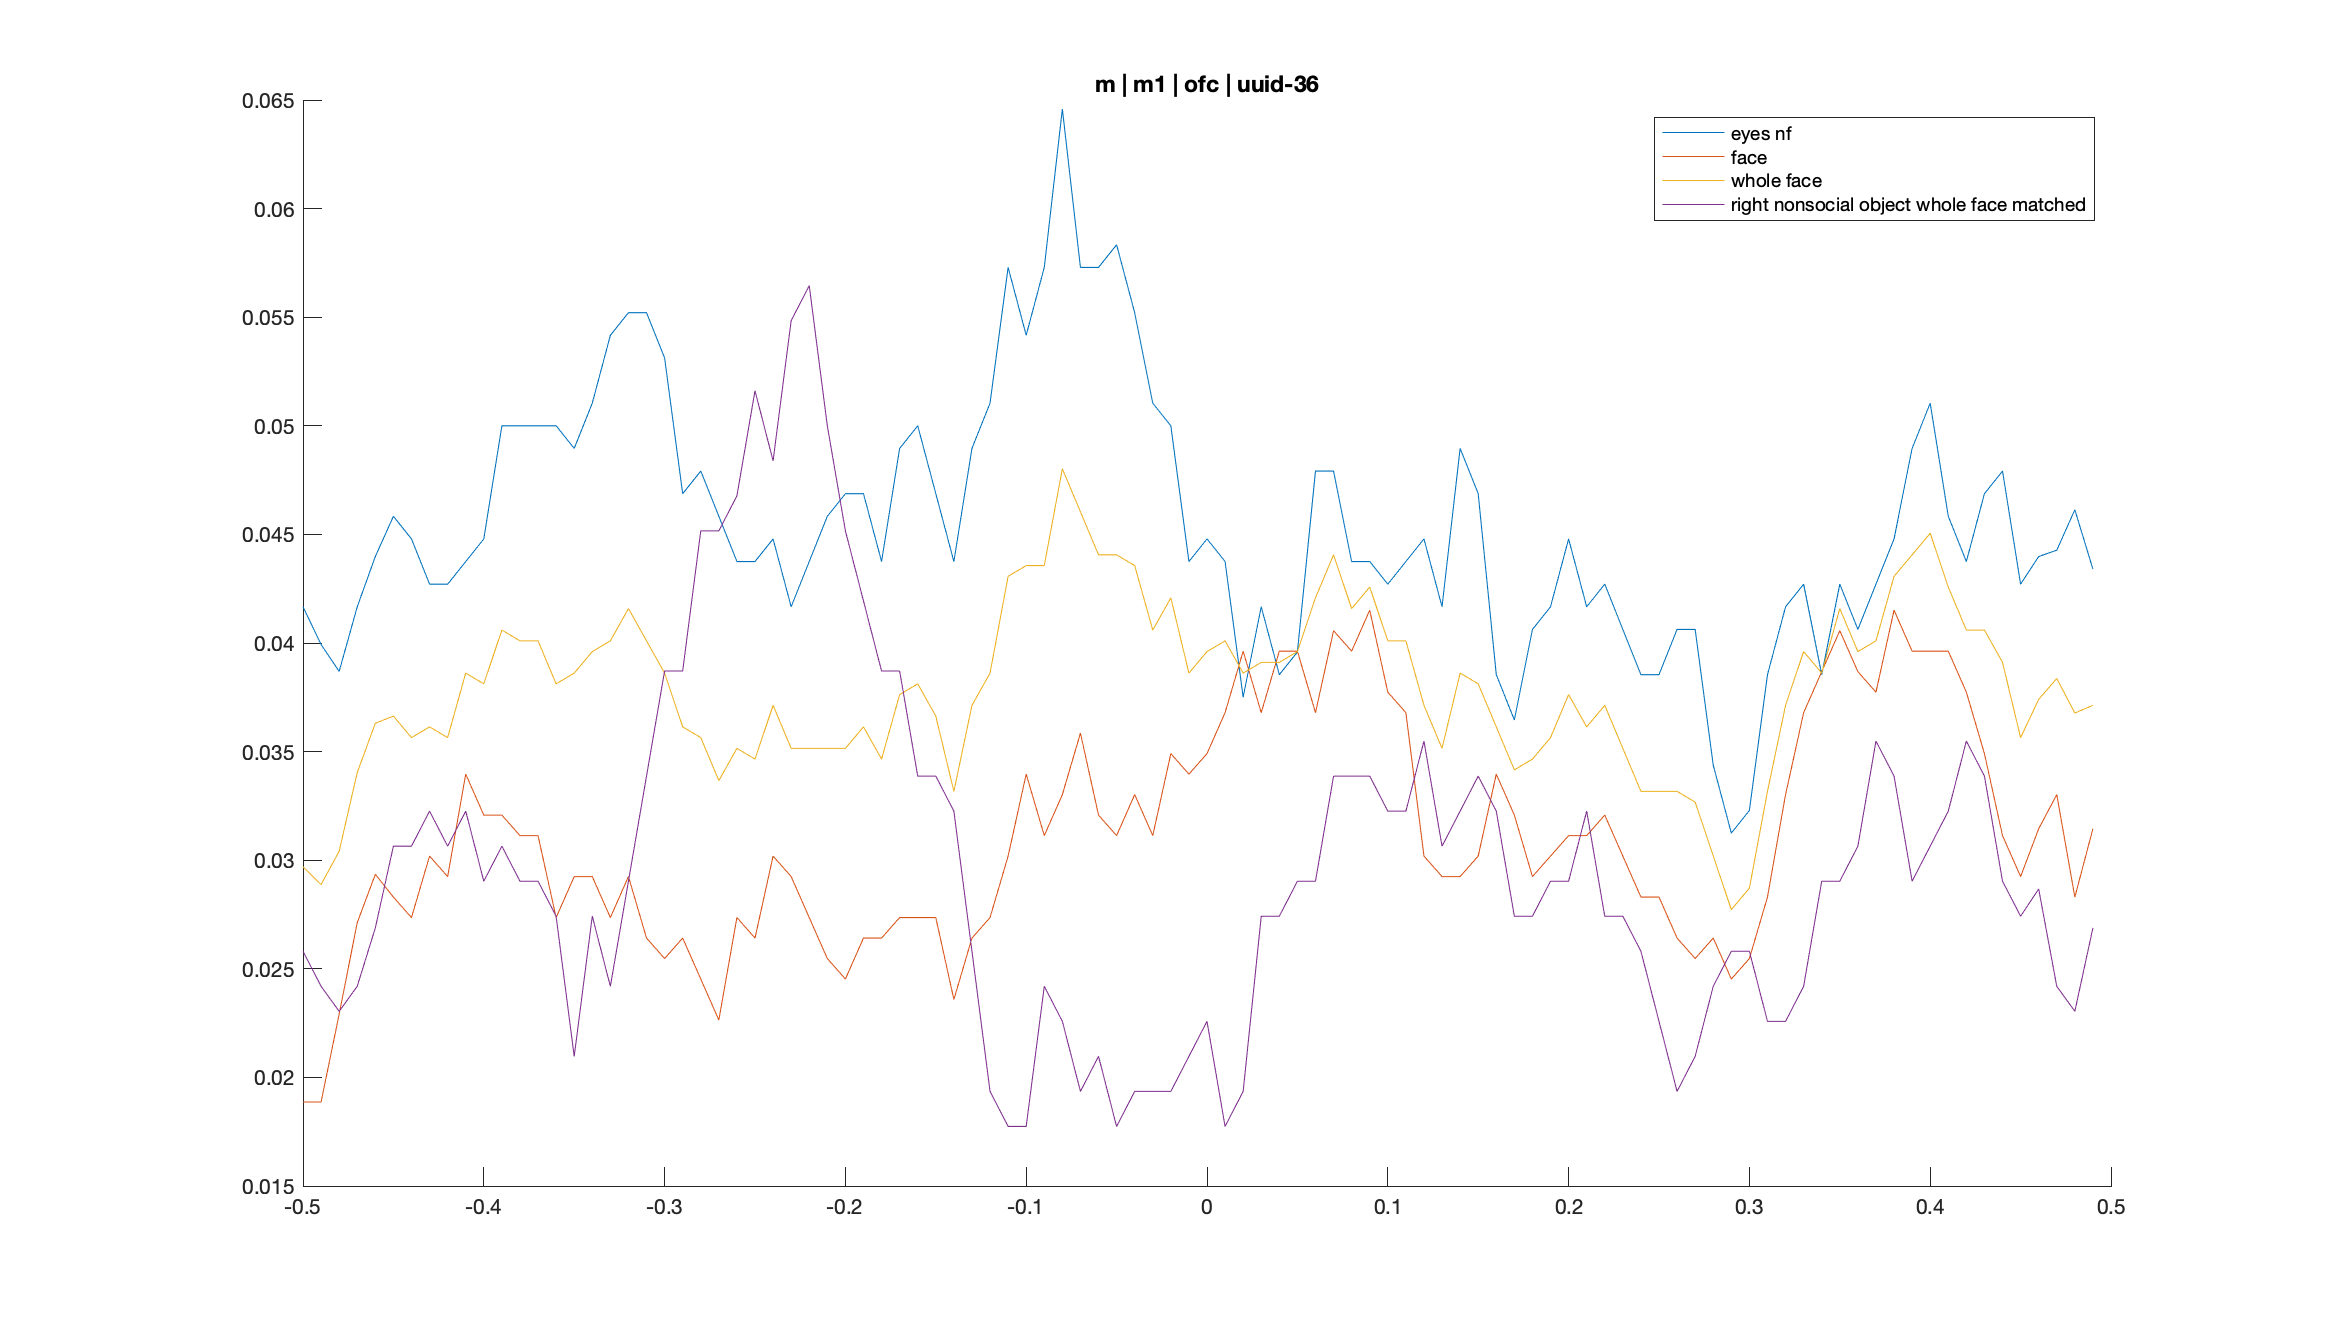 m | m1 | ofc | uuid-36
0.065
0.06
0.055
0.05
0.045
0.04
0.035
0.03
0.025
0.02
0.015
-0.5 -0.4 -0.3 -0.2 -0.1 0 0.1 0.2 0.3 0.4 0.5
eyes nf
face
whole face
right nonsocial object whole face matched